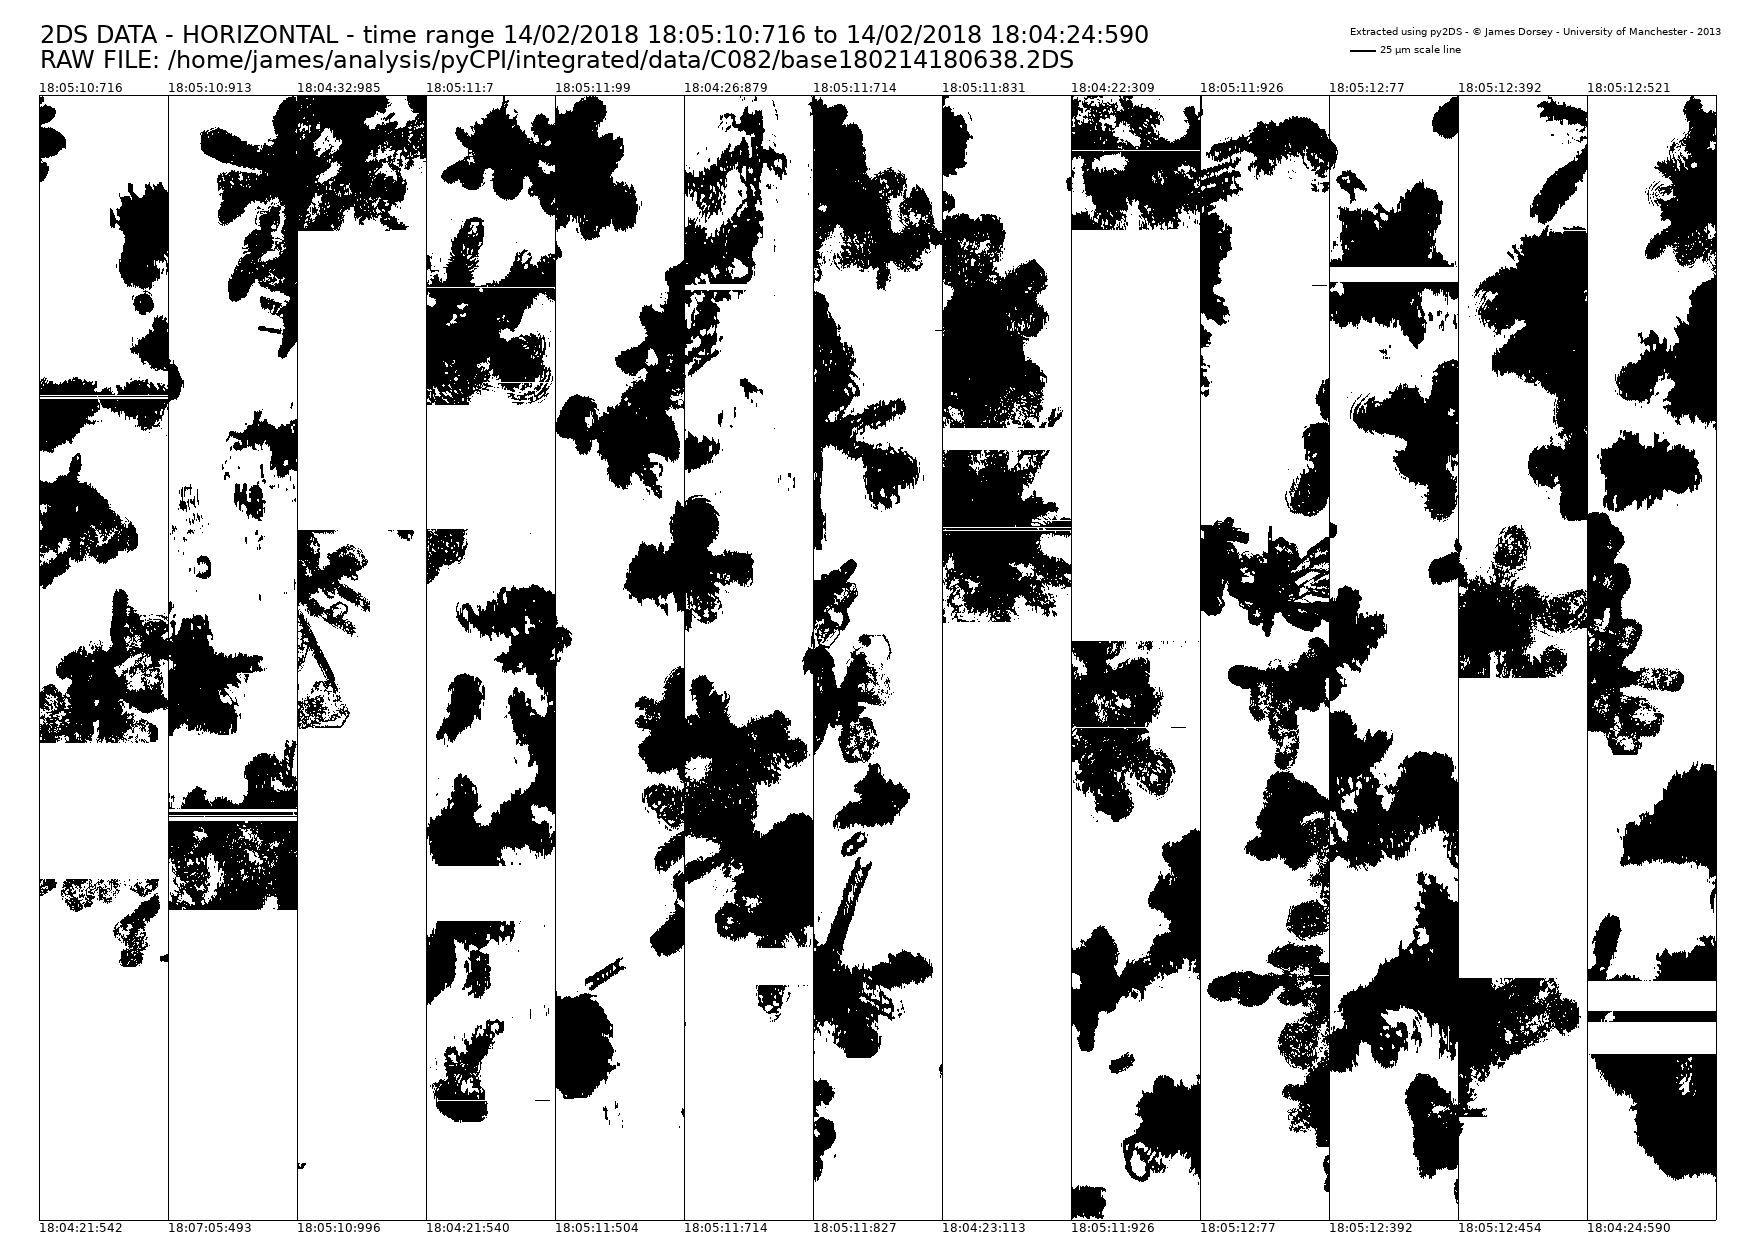 2DS DATA - HORIZONTAL - time range 14/02/2018 18:05:10:716 to 14/02/2018 18:04:24:590
RAW FILE: /home/james/analysis/pyCPI/integrated/data/C082/base180214180638.2DS
Extracted using py2DS - © James Dorsey - University of Manchester - 2013
25 µm scale line
18:05:10:716 18:05:10:913 18:04:32:985 18:05:11:7 18:05:11:99 18:04:26:879 18:05:11:714 18:05:11:831 18:04:22:309 18:05:11:926 18:05:12:77 18:05:12:392 18:05:12:521
18:04:21:542 18:07:05:493 18:05:10:996 18:04:21:540 18:05:11:504 18:05:11:714 18:05:11:827 18:04:23:113 18:05:11:926 18:05:12:77 18:05:12:392 18:05:12:454 18:04:24:590